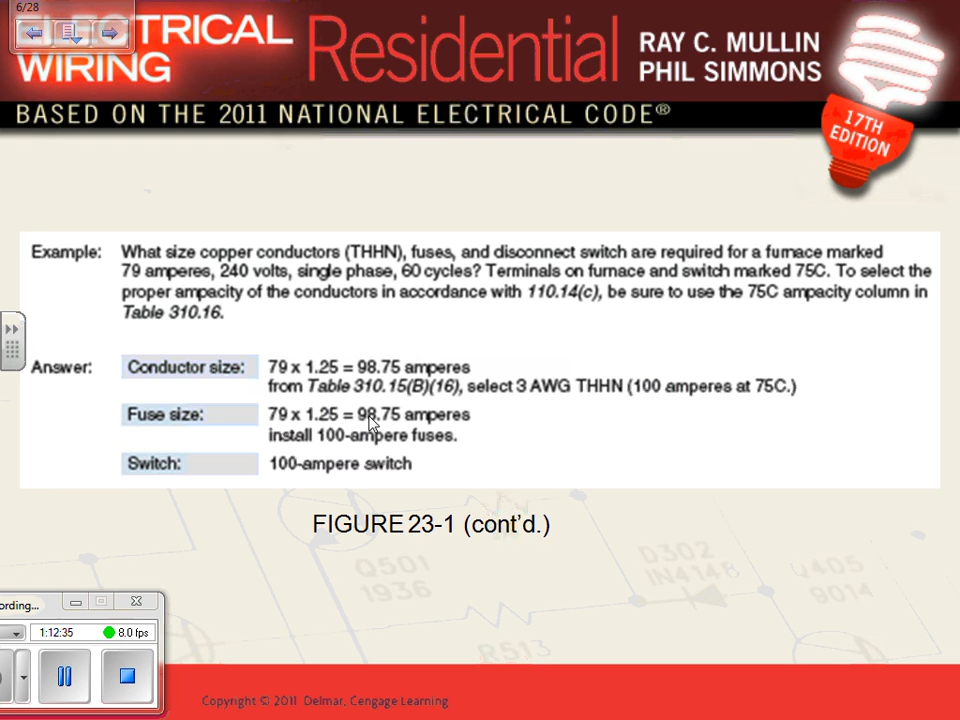 6/28
ELECTRICAL
WIRING
Residential
RAY C. MULLIN
PHIL SIMMONS
BASED ON THE 2011 NATIONAL ELECTRICAL CODE®
17TH
EDITION
Example: What size copper conductors (THHN), fuses, and disconnect switch are required for a furnace marked
79 amperes, 240 volts, single phase, 60 cycles? Terminals on furnace and switch marked 75C. To select the
proper ampacity of the conductors in accordance with 110.14(c), be sure to use the 75C ampacity column in
Table 310.16.
Answer: Conductor size: 79 x 1.25 = 98.75 amperes
from Table 310.15(B)(16), select 3 AWG THHN (100 amperes at 75C.)
Fuse size: 79 x 1.25 = 98.75 amperes
install 100-ampere fuses.
Switch: 100-ampere switch
FIGURE 23-1 (cont'd.)
Q501
1936
D302
IN4148
Q405
9014
R513
ording...
1:12:35 8.0 fps
Copyright © 2011 Delmar, Cengage Learning